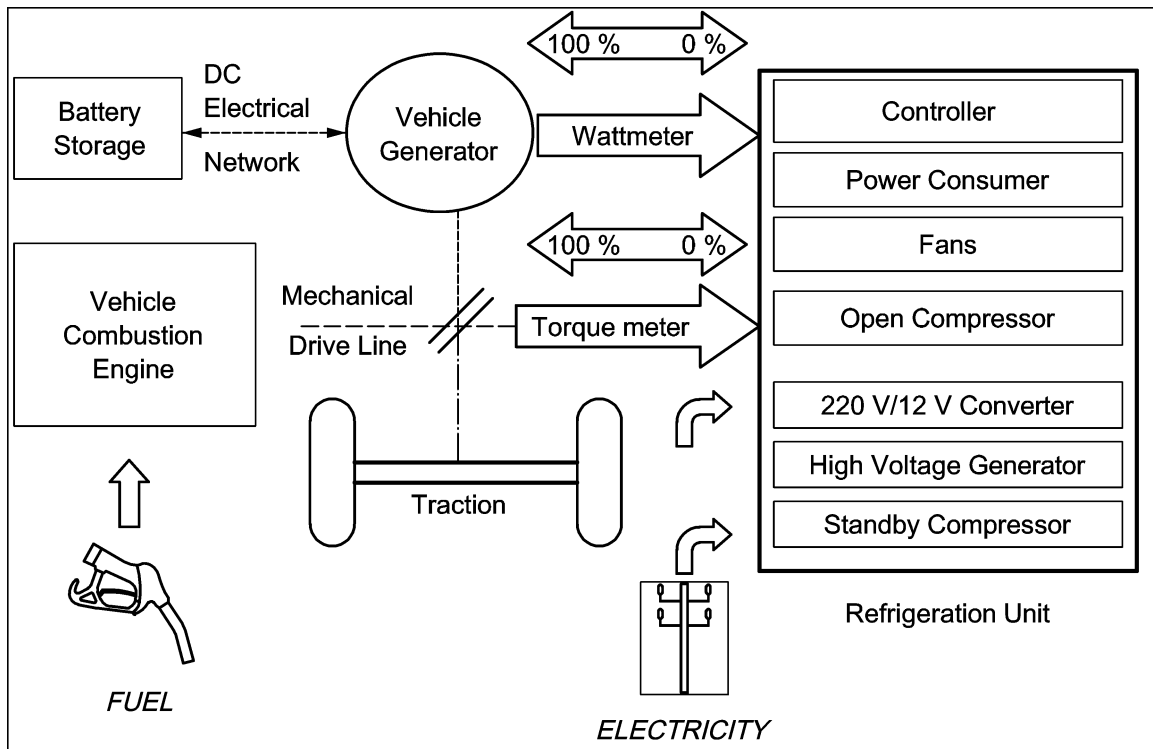 100 % 0 %
Battery
Storage
DC
Electrical
Network
Vehicle
Generator
Wattmeter
Controller
Power Consumer
Fans
100 % 0 %
Vehicle
Combustion
Engine
Mechanical
Drive Line
Torque meter
Open Compressor
220 V/12 V Converter
High Voltage Generator
Standby Compressor
Traction
Refrigeration Unit
FUEL
ELECTRICITY